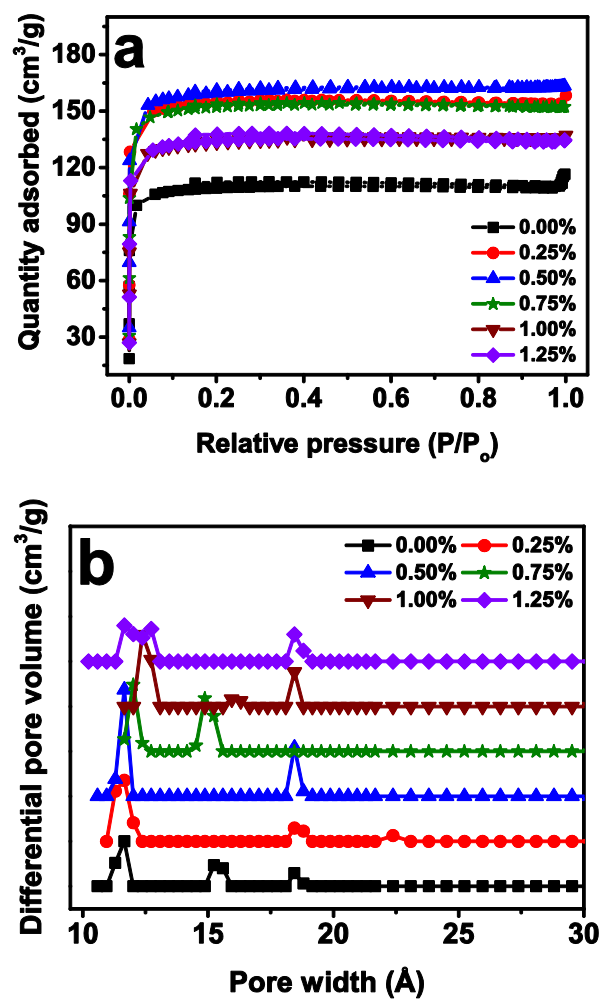 a
Quantity adsorbed (cm³/g)
180
150
120
90
60
30
0.00%
0.25%
0.50%
0.75%
1.00%
1.25%
0.0 0.2 0.4 0.6 0.8 1.0
Relative pressure (P/Pₒ)
b
Differential pore volume (cm³/g)
0.00% 0.25%
0.50% 0.75%
1.00% 1.25%
10 15 20 25 30
Pore width (Å)